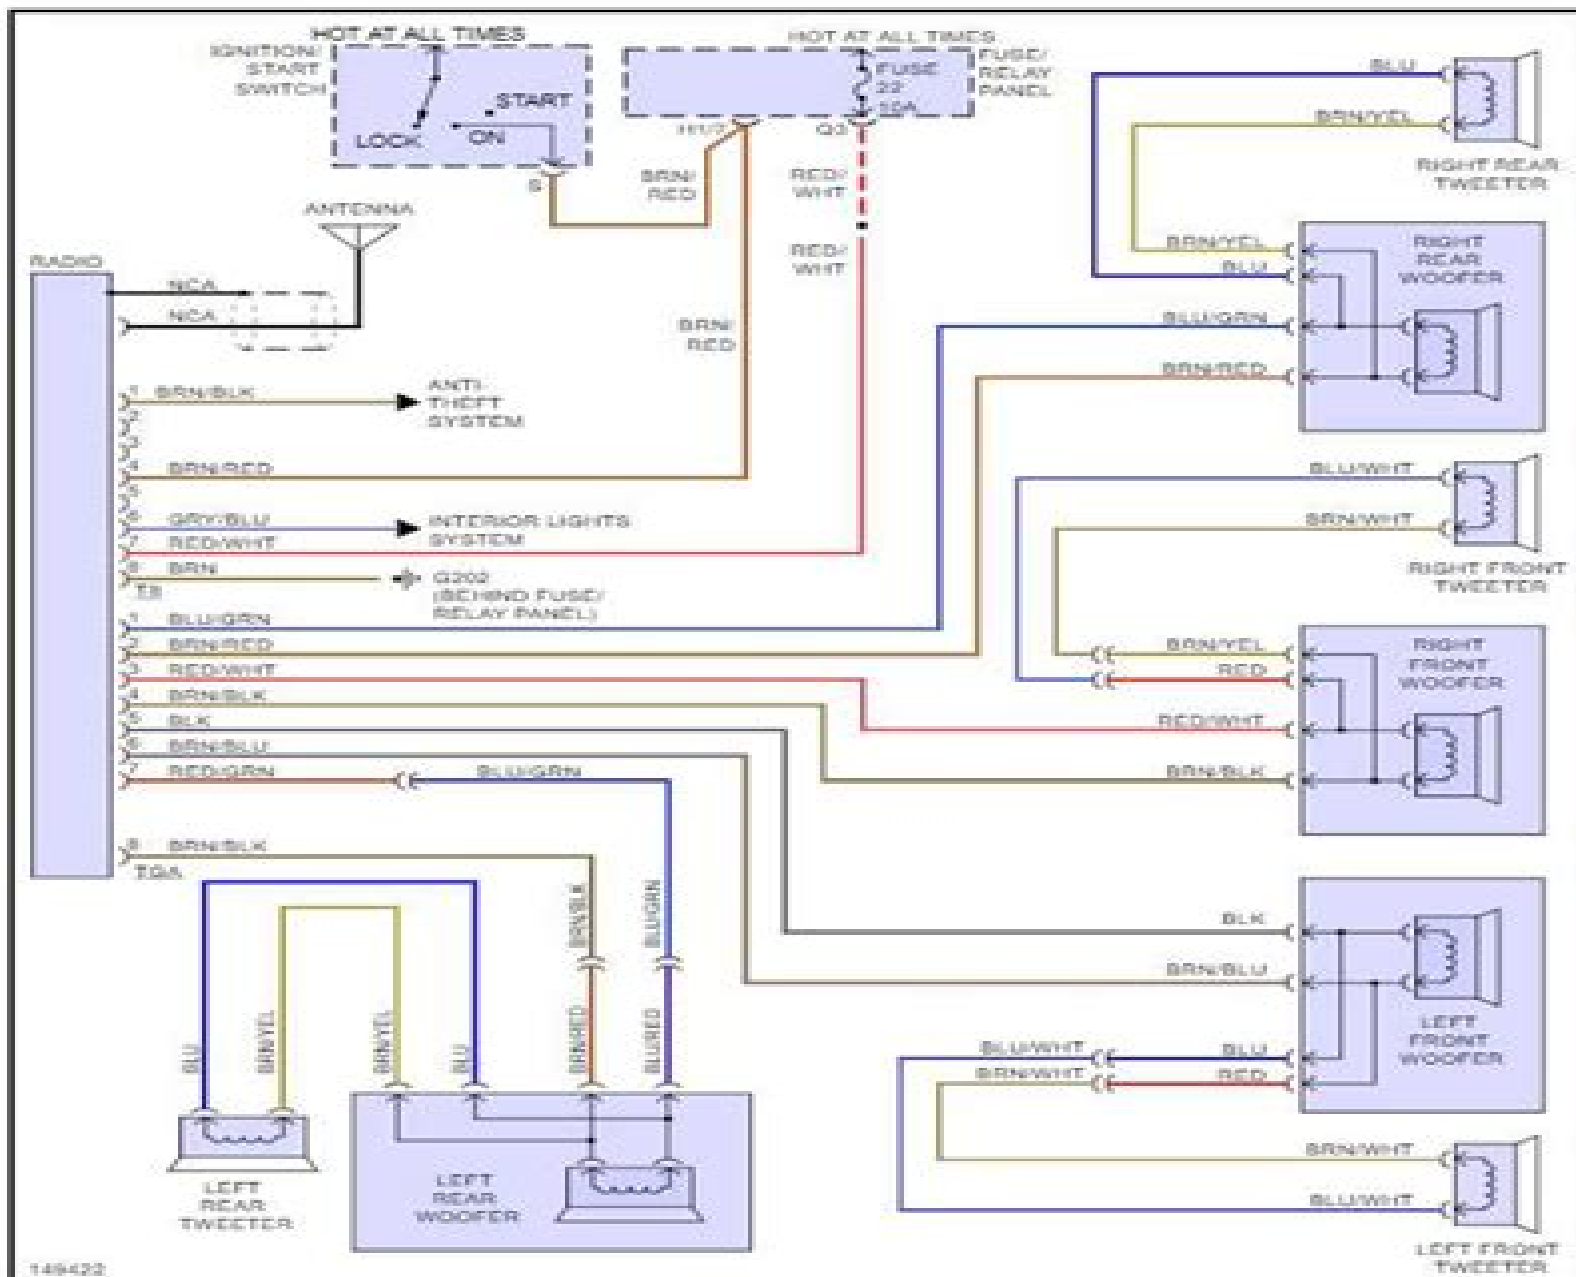 HOT AT ALL TIMES
IGNITION/
START
SWITCH
START
LOCK
ON
S
HOT AT ALL TIMES
FUSE/
RELAY
PANEL
FUSE
22
Q3
BRN/
RED
RED/
WHT
RED/
WHT
BRN/
RED
ANTENNA
RADIO
NCA
NCA
1 BRN/BLK
ANTI-
THEFT
SYSTEM
2
3
4 BRN/RED
5
6 GRY/BLU
INTERIOR LIGHTS
SYSTEM
7 RED/WHT
8 BRN
G202
(BEHIND FUSE/
RELAY PANEL)
T8
1 BLU/GRN
2 BRN/RED
3 RED/WHT
4 BRN/BLK
5 BLK
6 BRN/BLU
7 RED/GRN
BLU/GRN
8 BRN/BLK
BLU
BRN/YEL
BRN/YEL
BLU
BRN/BLK
BRN/RED
BLU/GRN
BLU/RED
LEFT
REAR
TWEETER
LEFT
REAR
WOOFER
BLU
BRN/YEL
RIGHT REAR
TWEETER
BRN/YEL
BLU
BLU/GRN
BRN/RED
RIGHT
REAR
WOOFER
BLU/WHT
BRN/WHT
RIGHT FRONT
TWEETER
BRN/YEL
RED
RED/WHT
BRN/BLK
RIGHT
FRONT
WOOFER
BLK
BRN/BLU
LEFT
FRONT
WOOFER
BLU/WHT
BLU
BRN/WHT
RED
BRN/WHT
BLU/WHT
LEFT FRONT
TWEETER
149422